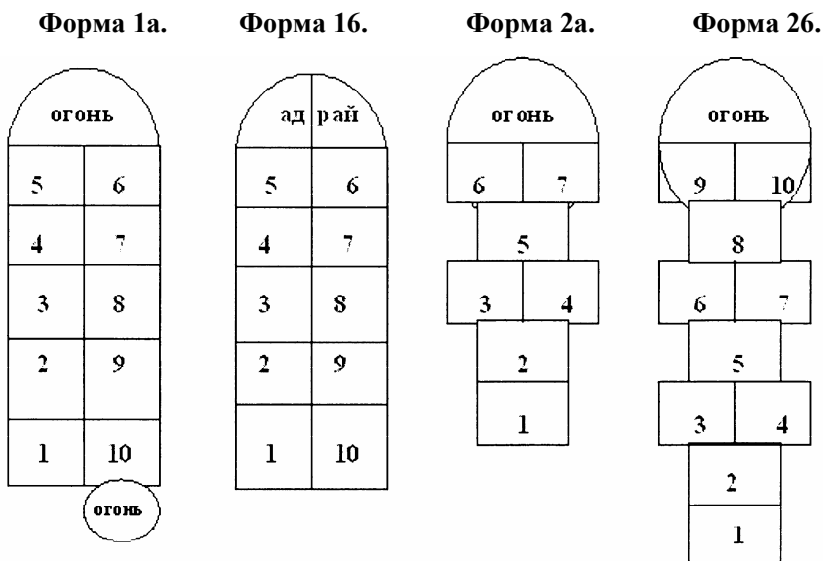 Форма 1а.
огонь
5 6
4 7
3 8
2 9
1 10
огонь
Форма 1б.
ад рай
5 6
4 7
3 8
2 9
1 10
Форма 2а.
огонь
6 7
5
3 4
2
1
Форма 2б.
огонь
9 10
8
6 7
5
3 4
2
1